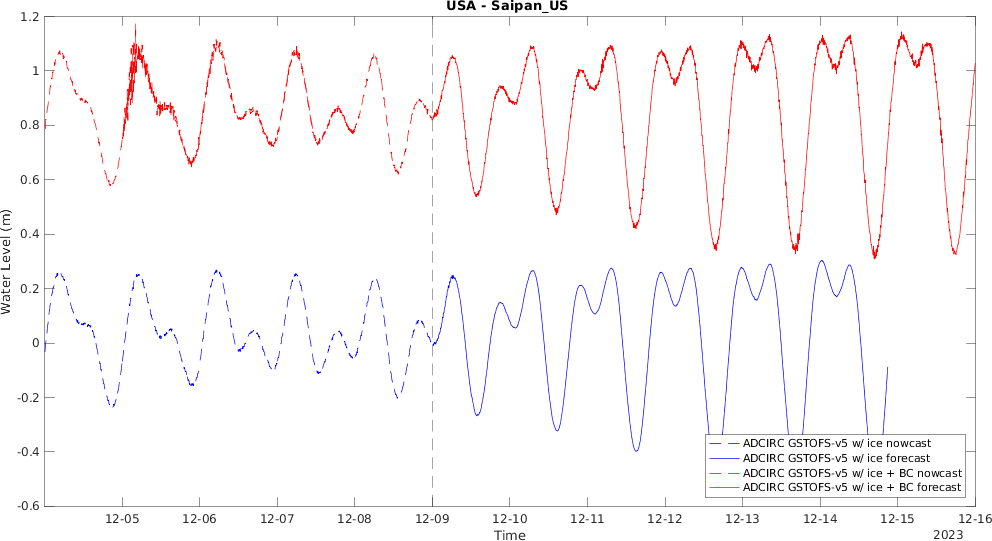 USA - Saipan_US
1.2
1
0.8
0.6
0.4
0.2
0
-0.2
-0.4
-0.6
Water Level (m)
12-05 12-06 12-07 12-08 12-09 12-10 12-11 12-12 12-13 12-14 12-15 12-16
Time
2023
ADCIRC GSTOFS-v5 w/ ice nowcast
ADCIRC GSTOFS-v5 w/ ice forecast
ADCIRC GSTOFS-v5 w/ ice + BC nowcast
ADCIRC GSTOFS-v5 w/ ice + BC forecast